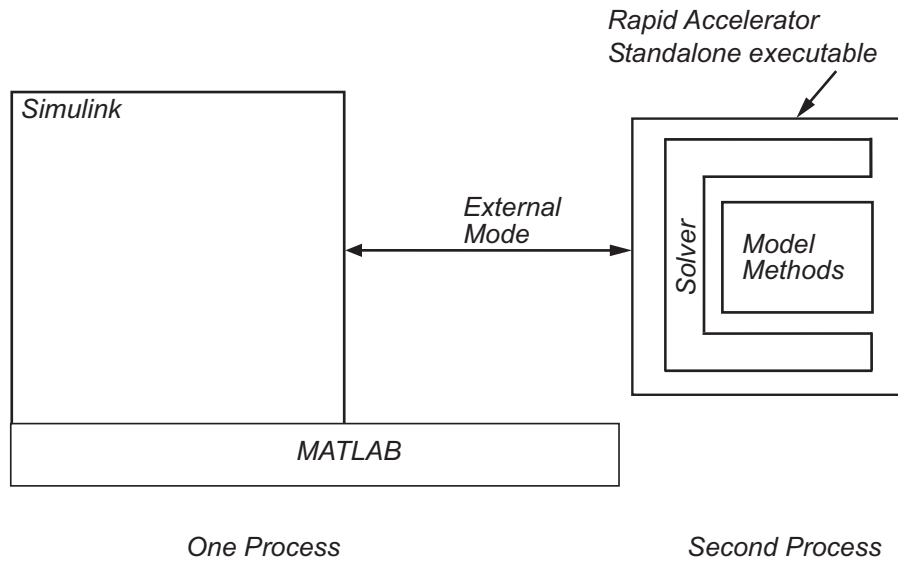 Rapid Accelerator
Standalone executable
Simulink
External
Mode
Solver
Model
Methods
MATLAB
One Process
Second Process